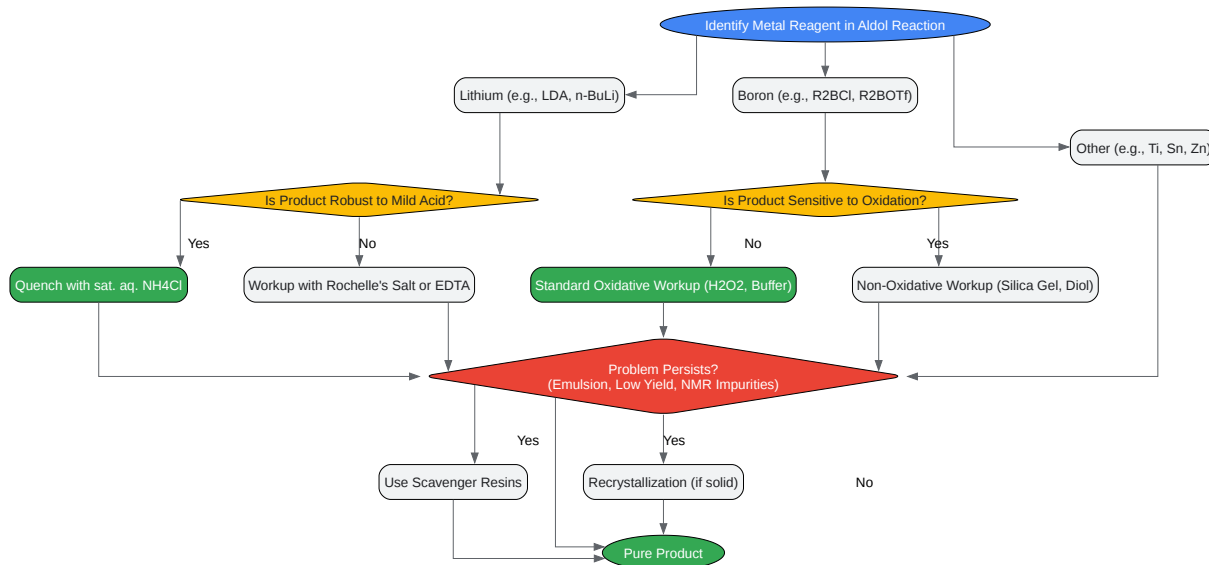 Identify Metal Reagent in Aldol Reaction
Lithium (e.g., LDA, n-BuLi)
Boron (e.g., R2BCl, R2BOTf)
Other (e.g., Ti, Sn, Zn)
Is Product Robust to Mild Acid?
Is Product Sensitive to Oxidation?
Yes
No
No
Yes
Quench with sat. aq. NH4Cl
Workup with Rochelle's Salt or EDTA
Standard Oxidative Workup (H2O2, Buffer)
Non-Oxidative Workup (Silica Gel, Diol)
Problem Persists?
(Emulsion, Low Yield, NMR Impurities)
Yes
Yes
Use Scavenger Resins
Recrystallization (if solid)
No
Pure Product